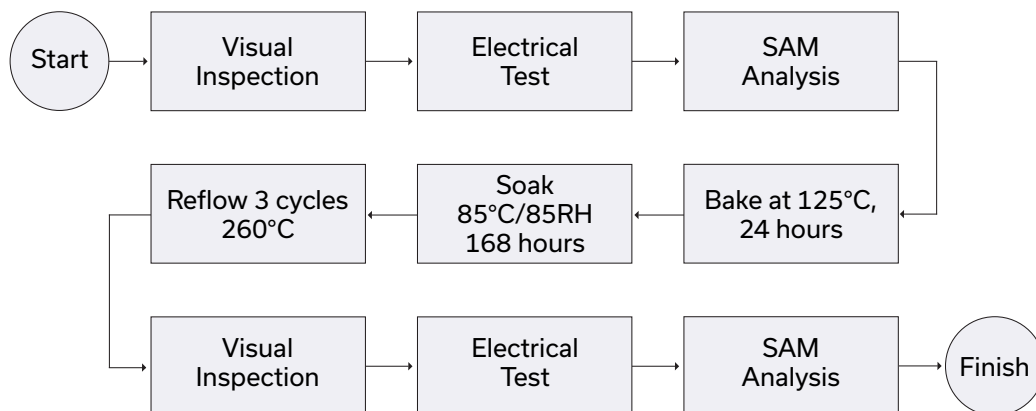 Start
Visual
Inspection
Electrical
Test
SAM
Analysis
Bake at 125°C,
24 hours
Soak
85°C/85RH
168 hours
Reflow 3 cycles
260°C
Visual
Inspection
Electrical
Test
SAM
Analysis
Finish